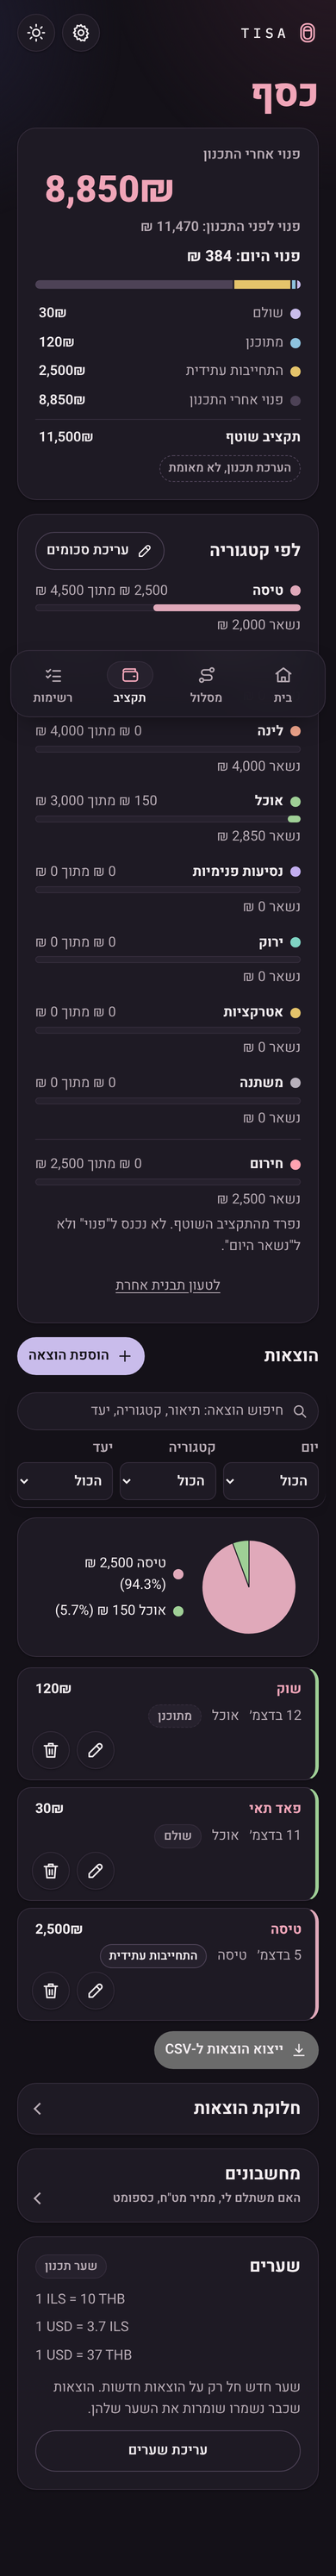 TISA
כסף
פנוי אחרי התכנון
8,850₪
פנוי לפני התכנון: 11,470 ₪
פנוי היום: 384 ₪
שולם 30₪
מתוכנן 120₪
התחייבות עתידית 2,500₪
פנוי אחרי התכנון 8,850₪
תקציב שוטף 11,500₪
הערכת תכנון, לא מאומת
לפי קטגוריה
עריכת סכומים
טיסה 2,500 ₪ מתוך 4,500 ₪
נשאר 2,000 ₪
בית
מסלול
תקציב
רשימות
לינה 0 ₪ מתוך 4,000 ₪
נשאר 4,000 ₪
אוכל 150 ₪ מתוך 3,000 ₪
נשאר 2,850 ₪
נסיעות פנימיות 0 ₪ מתוך 0 ₪
נשאר 0 ₪
ירוק 0 ₪ מתוך 0 ₪
נשאר 0 ₪
אטרקציות 0 ₪ מתוך 0 ₪
נשאר 0 ₪
משתנה 0 ₪ מתוך 0 ₪
נשאר 0 ₪
חירום 0 ₪ מתוך 2,500 ₪
נשאר 2,500 ₪
נפרד מהתקציב השוטף. לא נכנס ל"פנוי" ולא
ל"נשאר היום".
לטעון תבנית אחרת
הוצאות
הוספת הוצאה
חיפוש הוצאה: תיאור, קטגוריה, יעד
יום קטגוריה יעד
הכול הכול הכול
טיסה 2,500 ₪
(94.3%)
אוכל 150 ₪ (5.7%)
שוק 120₪
12 בדצמ׳ אוכל מתוכנן
פאד תאי 30₪
11 בדצמ׳ אוכל שולם
טיסה 2,500₪
5 בדצמ׳ טיסה התחייבות עתידית
ייצוא הוצאות ל-CSV
חלוקת הוצאות
מחשבונים
האם משתלם לי, ממיר מט"ח, כספומט
שערים
שער תכנון
1 ILS = 10 THB
1 USD = 3.7 ILS
1 USD = 37 THB
שער חדש חל רק על הוצאות חדשות. הוצאות
שכבר נשמרו שומרות את השער שלהן.
עריכת שערים